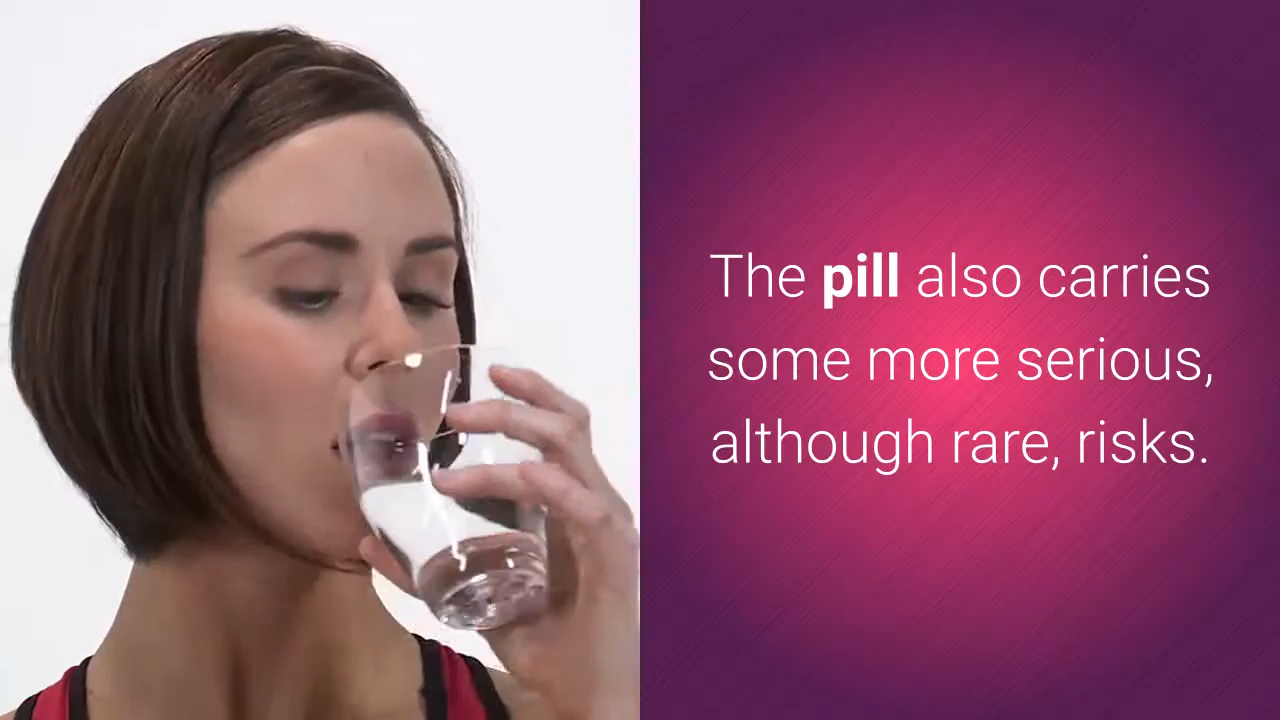 The pill also carries
some more serious,
although rare, risks.